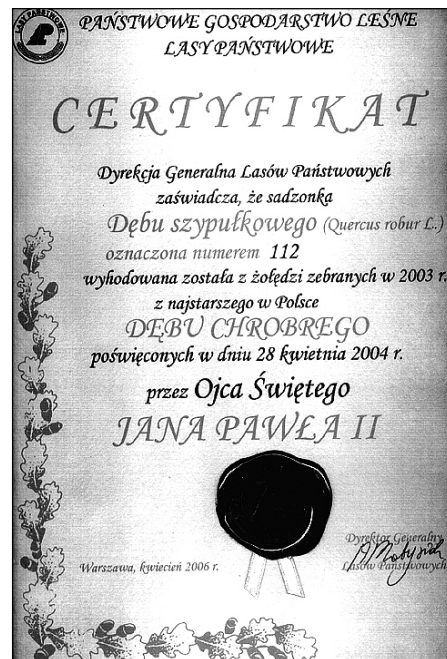 LASY PAŃSTWOWE
PAŃSTWOWE GOSPODARSTWO LEŚNE
LASY PAŃSTWOWE
CERTYFIKAT
Dyrekcja Generalna Lasów Państwowych
zaświadcza, że sadzonka
Dębu szypułkowego (Quercus robur L.)
oznaczona numerem 112
wyhodowana została z żołędzi zebranych w 2003 r.
z najstarszego w Polsce
DĘBU CHROBREGO
poświęconych w dniu 28 kwietnia 2004 r.
przez Ojca Świętego
JANA PAWŁA II
Dyrektor Generalny
Lasów Państwowych
Warszawa, kwiecień 2006 r.